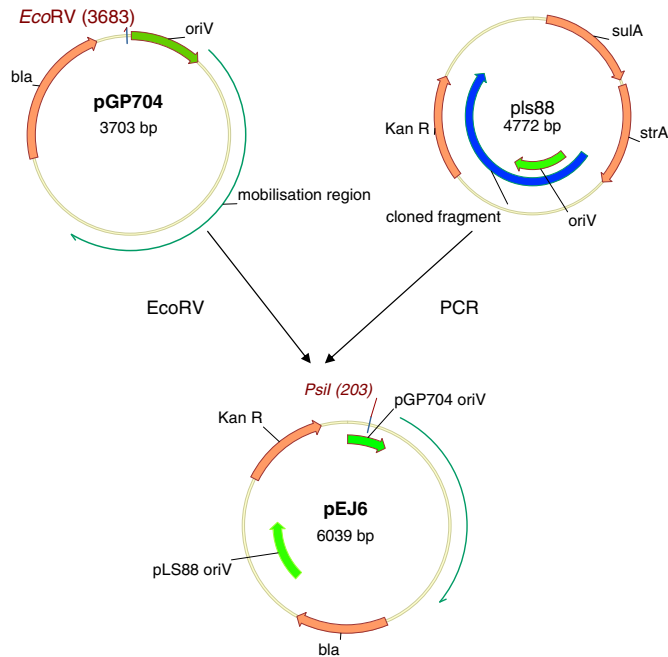 EcoRV (3683)
oriV
bla
pGP704
3703 bp
mobilisation region
sulA
pls88
4772 bp
Kan R
strA
cloned fragment
oriV
EcoRV
PCR
PsiI (203)
pGP704 oriV
Kan R
pEJ6
6039 bp
pLS88 oriV
bla